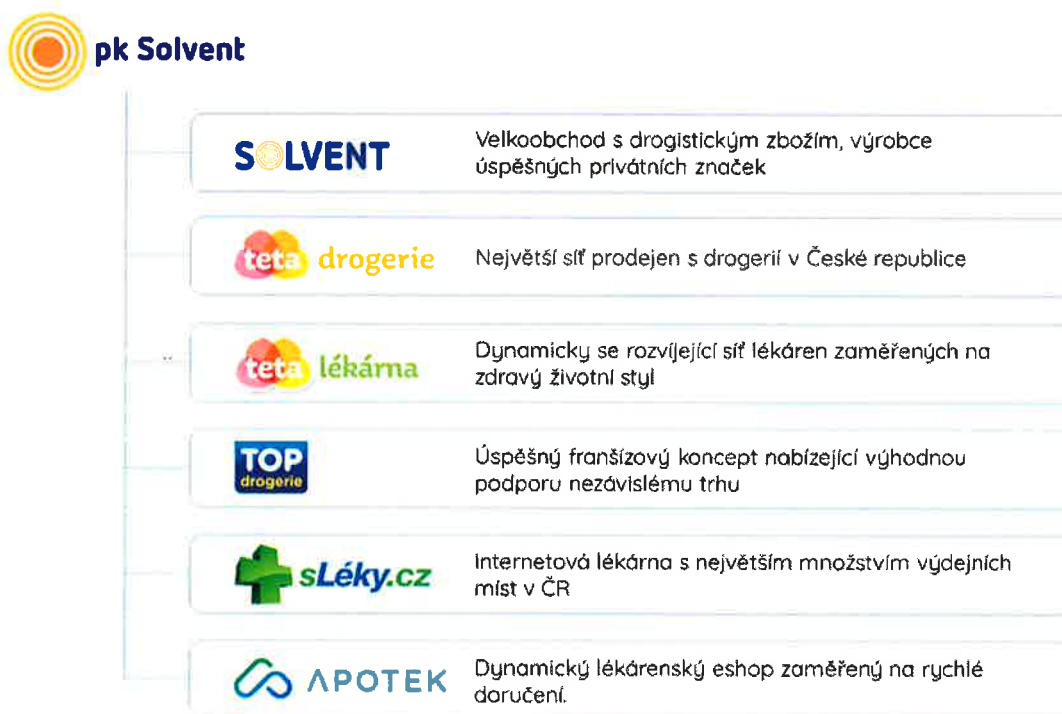 pk Solvent
SOLVENT
Velkoobchod s drogistickým zbožím, výrobce
úspěšných privátních značek
teta drogerie
Největší síť prodejen s drogerií v České republice
teta lékárna
Dynamicky se rozvíjející síť lékáren zaměřených na
zdravý životní styl
TOP
drogerie
Úspěšný franšízový koncept nabízející výhodnou
podporu nezávislému trhu
sLéky.cz
Internetová lékárna s největším množstvím výdejních
míst v ČR
APOTEK
Dynamický lékárenský eshop zaměřený na rychlé
doručení.